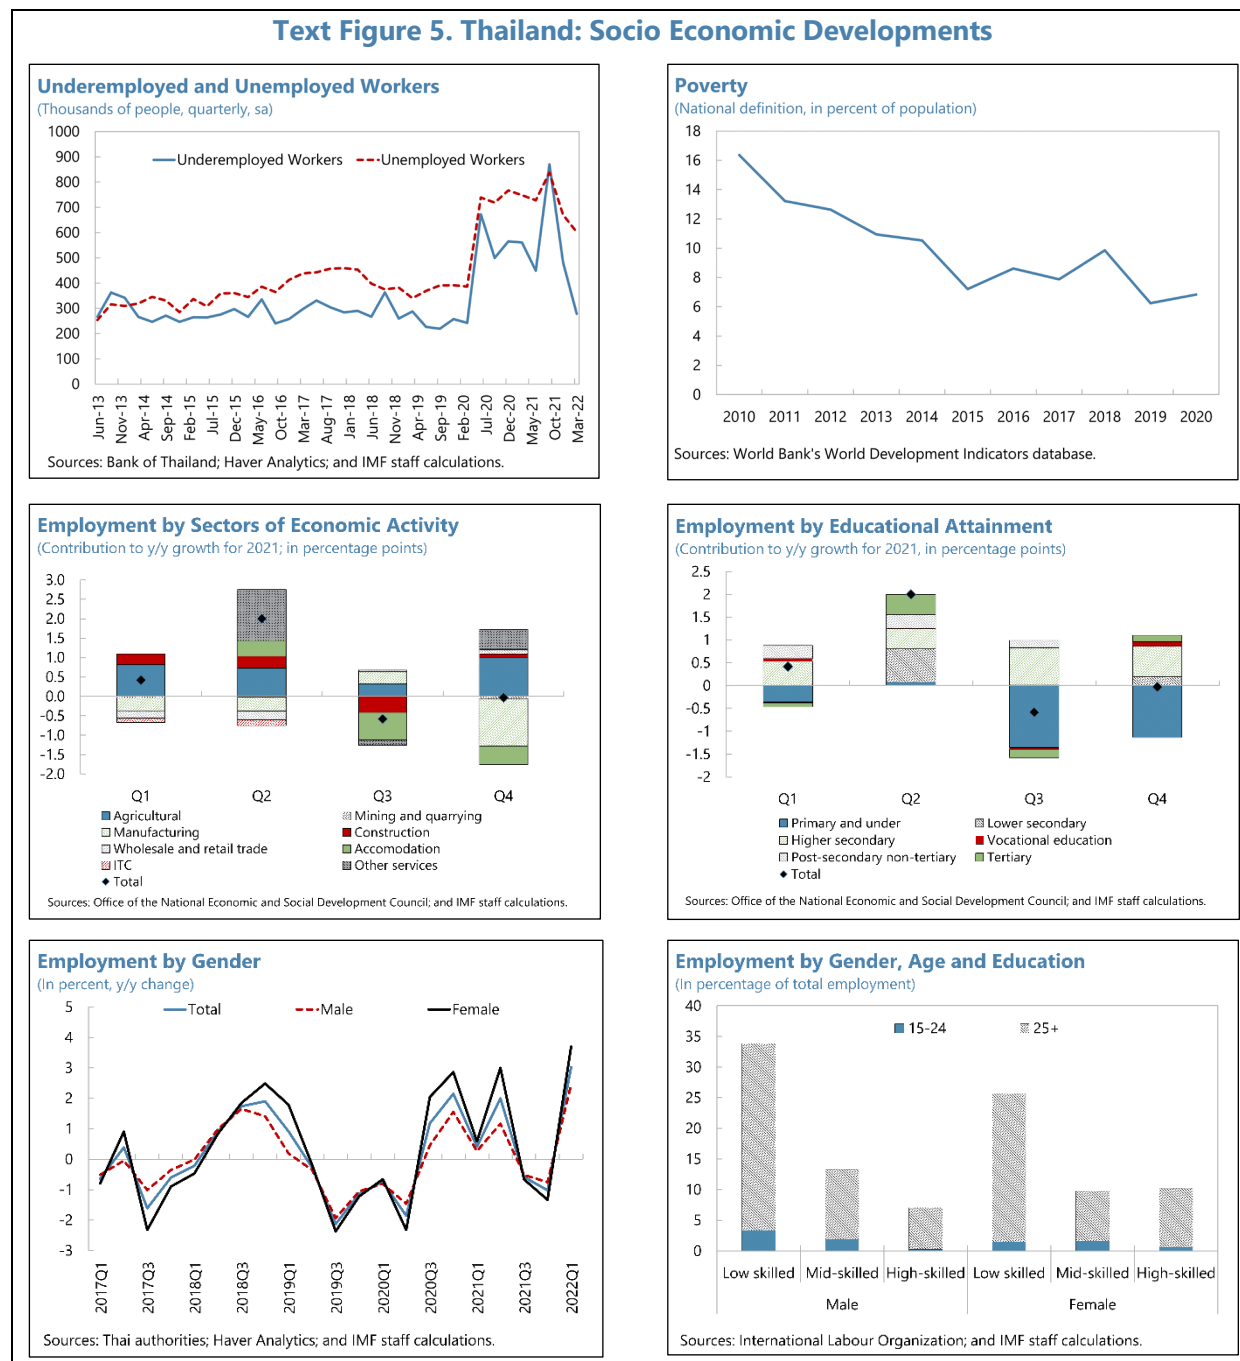 Text Figure 5. Thailand: Socio Economic Developments
Underemployed and Unemployed Workers
(Thousands of people, quarterly, sa)
1000
900
800
700
600
500
400
300
200
100
0
Underemployed Workers
Unemployed Workers
Jun-13
Nov-13
Apr-14
Sep-14
Feb-15
Jul-15
Dec-15
May-16
Oct-16
Mar-17
Aug-17
Jan-18
Jun-18
Nov-18
Apr-19
Sep-19
Feb-20
Jul-20
Dec-20
May-21
Oct-21
Mar-22
Sources: Bank of Thailand; Haver Analytics; and IMF staff calculations.
Poverty
(National definition, in percent of population)
18
16
14
12
10
8
6
4
2
0
2010 2011 2012 2013 2014 2015 2016 2017 2018 2019 2020
Sources: World Bank's World Development Indicators database.
Employment by Sectors of Economic Activity
(Contribution to y/y growth for 2021; in percentage points)
3.0
2.5
2.0
1.5
1.0
0.5
0.0
-0.5
-1.0
-1.5
-2.0
Q1 Q2 Q3 Q4
Agricultural
Mining and quarrying
Manufacturing
Construction
Wholesale and retail trade
Accomodation
ITC
Other services
Total
Sources: Office of the National Economic and Social Development Council; and IMF staff calculations.
Employment by Educational Attainment
(Contribution to y/y growth for 2021, in percentage points)
2.5
2
1.5
1
0.5
0
-0.5
-1
-1.5
-2
Q1 Q2 Q3 Q4
Primary and under
Lower secondary
Higher secondary
Vocational education
Post-secondary non-tertiary
Tertiary
Total
Sources: Office of the National Economic and Social Development Council; and IMF staff calculations.
Employment by Gender
(In percent, y/y change)
5
4
3
2
1
0
-1
-2
-3
Total
Male
Female
2017Q1
2017Q3
2018Q1
2018Q3
2019Q1
2019Q3
2020Q1
2020Q3
2021Q1
2021Q3
2022Q1
Sources: Thai authorities; Haver Analytics; and IMF staff calculations.
Employment by Gender, Age and Education
(In percentage of total employment)
40
35
30
25
20
15
10
5
0
15-24
25+
Low skilled Mid-skilled High-skilled Low skilled Mid-skilled High-skilled
Male Female
Sources: International Labour Organization; and IMF staff calculations.